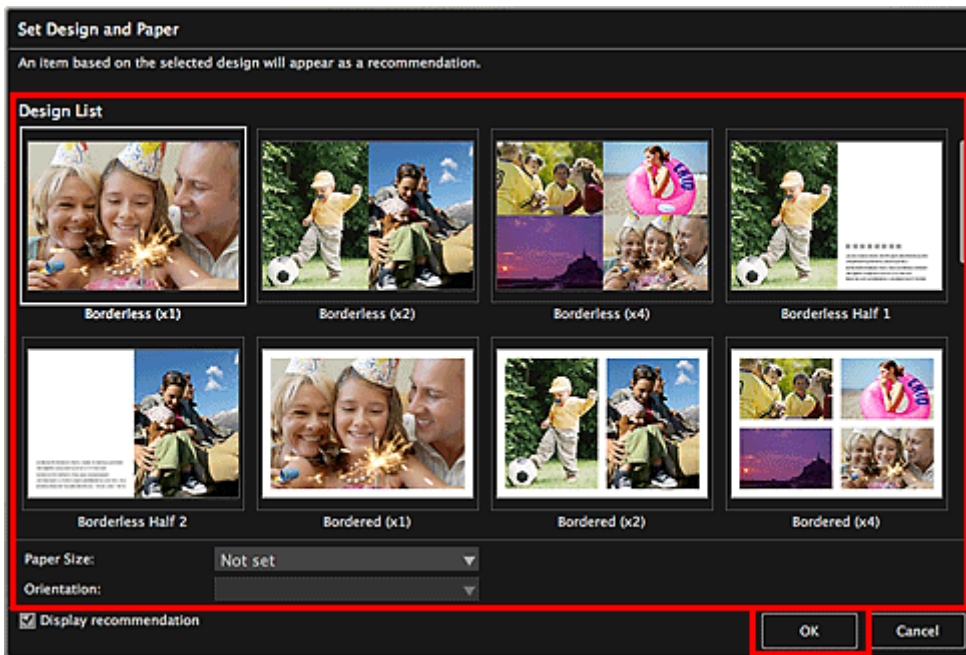 Set Design and Paper
An item based on the selected design will appear as a recommendation.
Design List
Borderless (x1)
Borderless (x2)
Borderless (x4)
Borderless Half 1
Borderless Half 2
Bordered (x1)
Bordered (x2)
Bordered (x4)
Paper Size:
Not set
Orientation:
Display recommendation
OK
Cancel